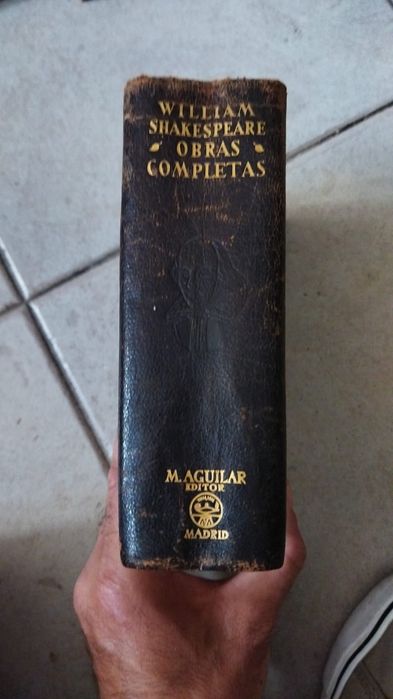 WILLIAM
SHAKESPEARE
OBRAS
COMPLETAS
M. AGUILAR
EDITOR
MADRID